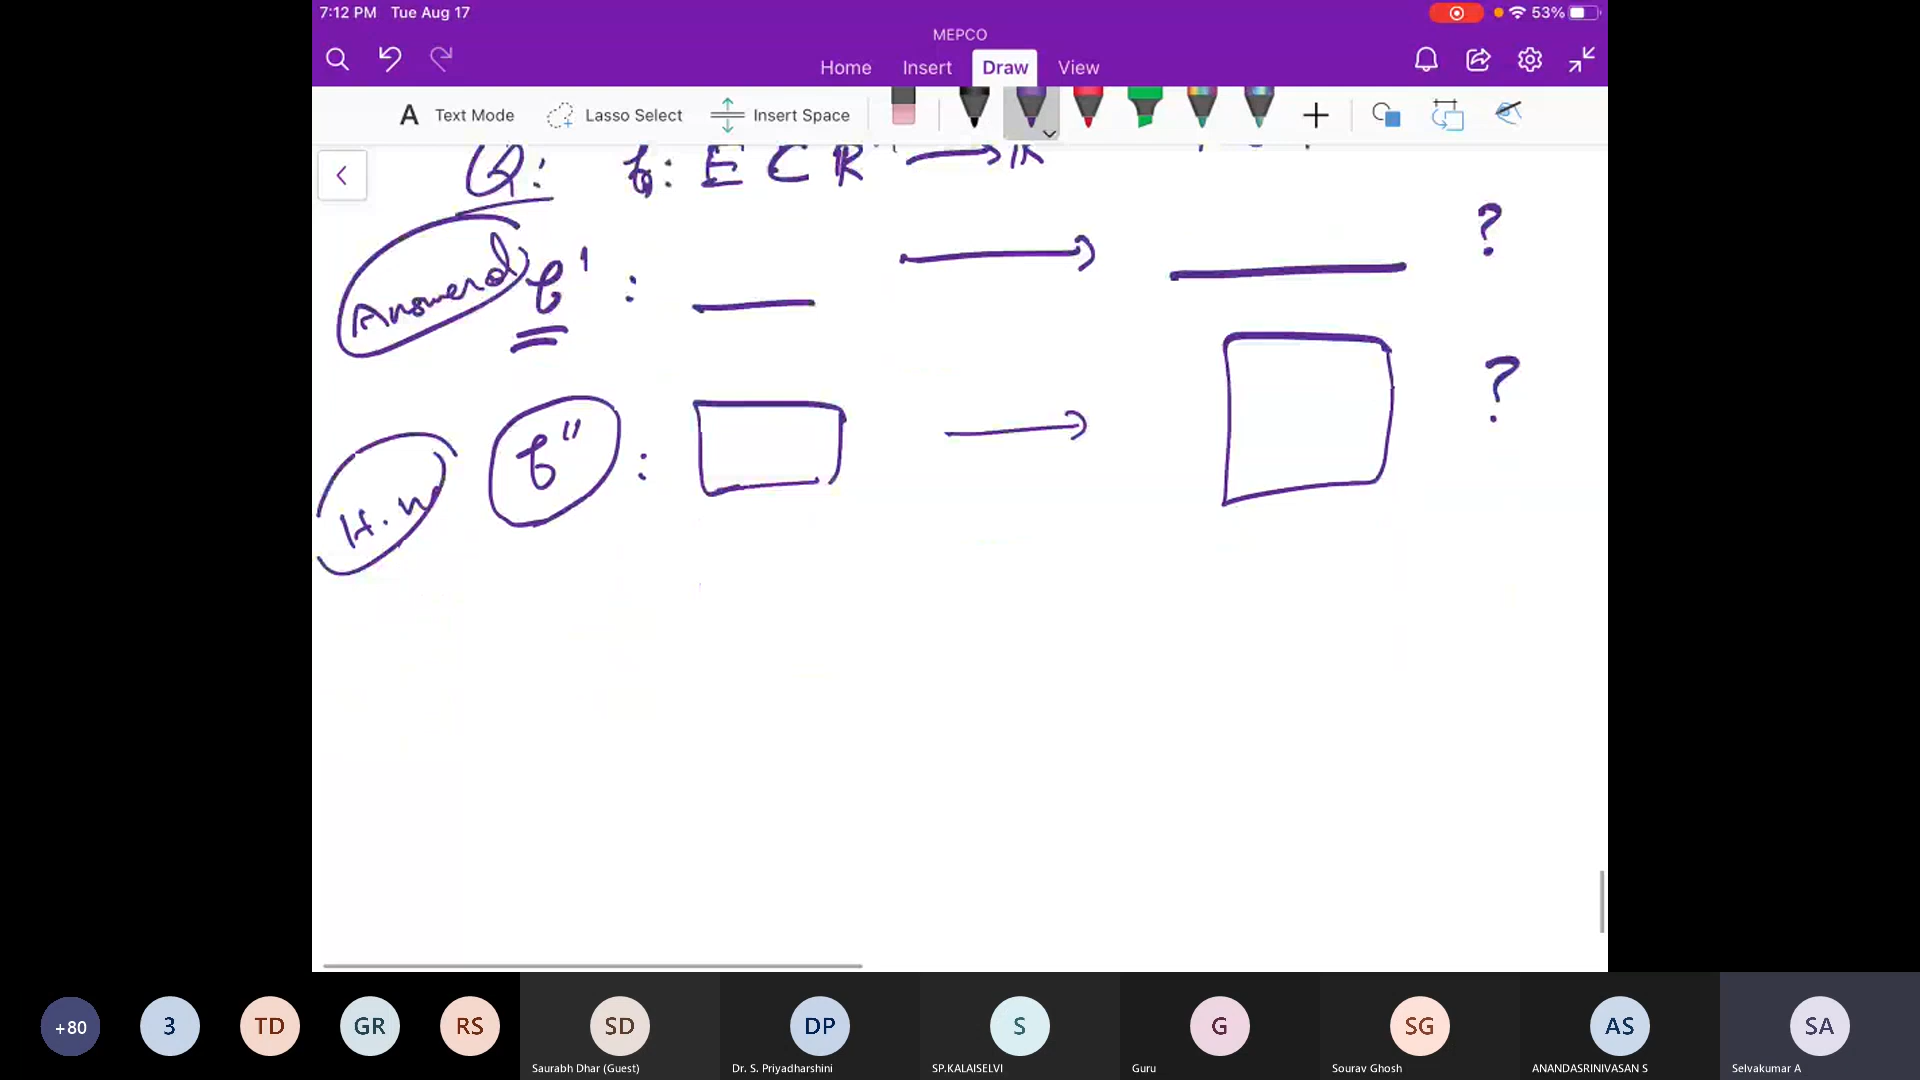 7:12 PM Tue Aug 17
53%
MEPCO
Home Insert Draw View
A Text Mode Lasso Select Insert Space
Q: f: E ⊂ R → R
Answered f' : ?
H.W f'' : ?
+80 3 TD GR RS SD DP S G SG AS SA
Saurabh Dhar (Guest) Dr. S. Priyadharshini SP.KALAISELVI Guru Sourav Ghosh ANANDASRINIVASAN S Selvakumar A